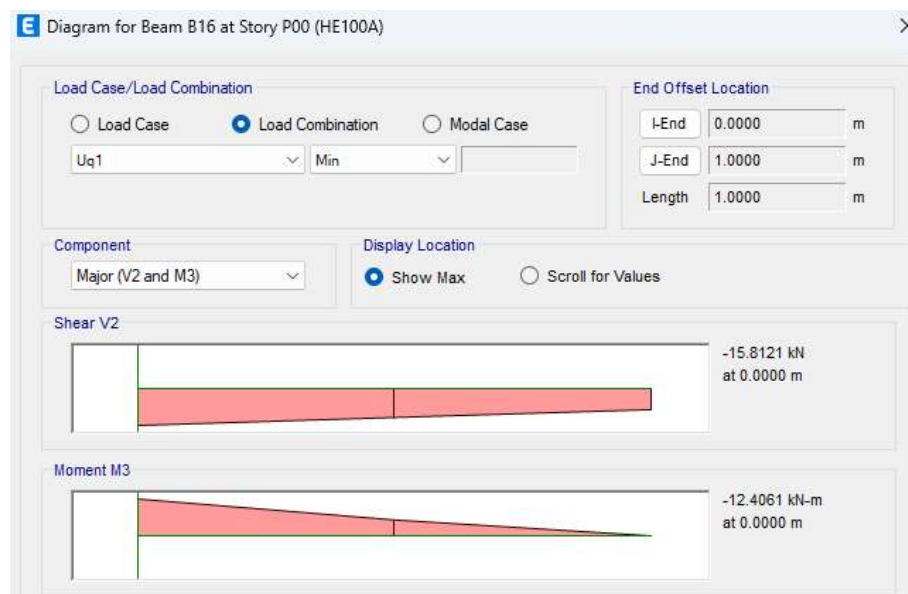 E Diagram for Beam B16 at Story P00 (HE100A)
Load Case/Load Combination
Load Case Load Combination Modal Case
Uq1 Min
End Offset Location
I-End 0.0000 m
J-End 1.0000 m
Length 1.0000 m
Component
Major (V2 and M3)
Display Location
Show Max Scroll for Values
Shear V2
-15.8121 kN
at 0.0000 m
Moment M3
-12.4061 kN-m
at 0.0000 m